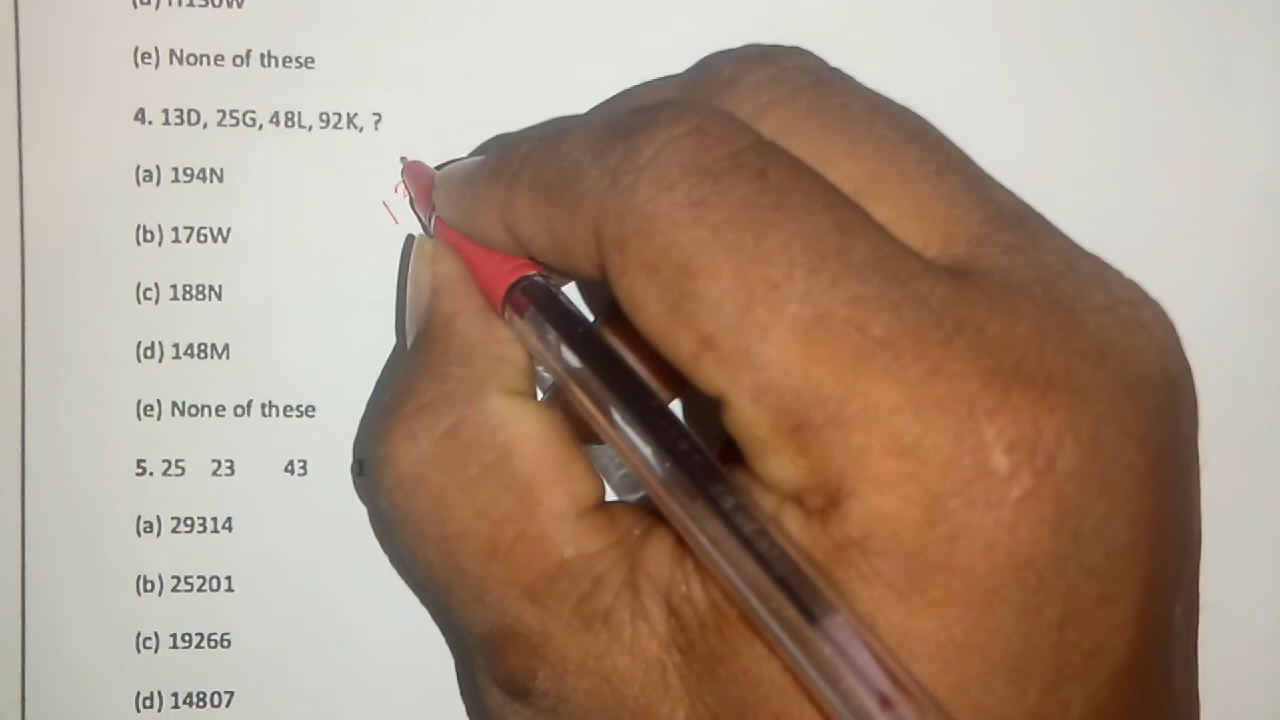 (e) None of these
4. 13D, 25G, 48L, 92K, ?
(a) 194N
(b) 176W
(c) 188N
(d) 148M
(e) None of these
5. 25 23 43
(a) 29314
(b) 25201
(c) 19266
(d) 14807